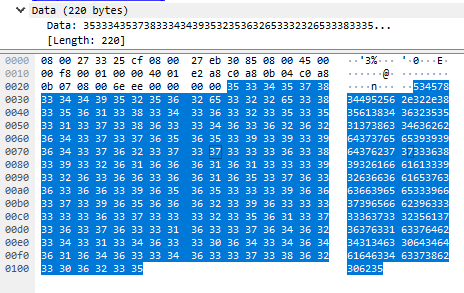 Data (220 bytes)
Data: 353334353738333434393532353632653332326533383335…
[Length: 220]
0000 08 00 27 33 25 cf 08 00 27 eb 30 85 08 00 45 00 ··'3%··· '·0···E·
0010 00 f8 00 01 00 00 40 01 e2 a8 c0 a8 0b 04 c0 a8 ······@· ········
0020 0b 07 08 00 6e ee 00 00 00 00 35 33 34 35 37 38 ····n··· ··534578
0030 33 34 34 39 35 32 35 36 32 65 33 32 32 65 33 38 34495256 2e322e38
0040 33 35 36 31 33 38 33 34 33 36 33 32 33 35 33 35 35613834 36323535
0050 33 31 33 37 33 38 36 33 33 34 36 33 36 32 36 32 31373863 34636262
0060 36 34 33 37 33 37 36 35 36 35 33 33 33 39 33 39 64373765 65333939
0070 36 34 33 37 36 32 33 37 33 37 33 33 33 36 33 38 64376237 37333638
0080 33 39 33 32 36 31 36 36 36 31 36 31 33 33 33 39 39326166 61613339
0090 33 32 36 33 36 36 33 36 36 31 36 35 33 37 36 33 32636636 61653763
00a0 36 33 36 36 33 39 36 35 36 35 33 33 33 39 36 36 63663965 65333966
00b0 33 37 33 39 36 35 36 36 36 32 33 39 36 33 33 33 37396566 62396333
00c0 33 33 33 36 33 37 33 33 33 32 33 35 36 31 33 37 33363733 32356137
00d0 33 36 33 37 36 33 33 31 36 33 33 37 36 34 36 32 36376331 63376462
00e0 33 34 33 31 33 34 36 33 33 30 36 34 33 34 36 34 34313463 30643464
00f0 36 31 36 34 36 33 33 34 36 33 33 37 33 38 36 32 61646334 63373862
0100 33 30 36 32 33 35 306235